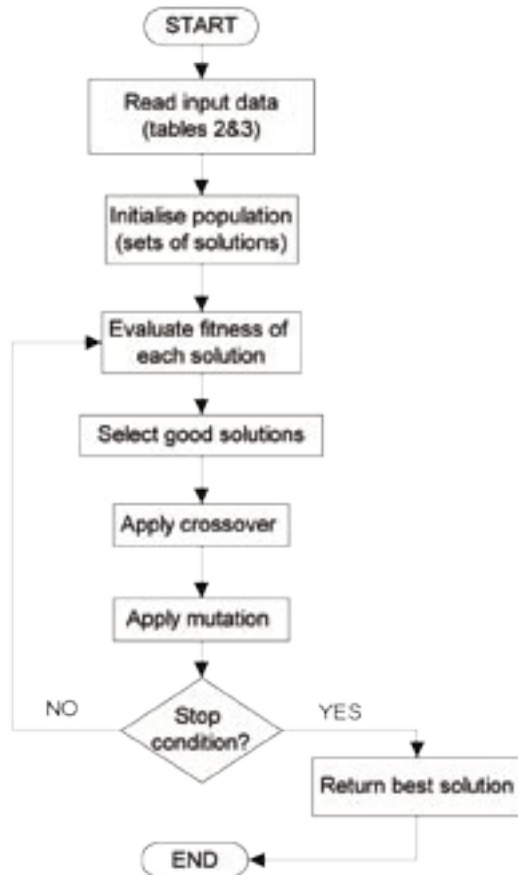 START
Read input data
(tables 2&3)
Initialise population
(sets of solutions)
Evaluate fitness of
each solution
Select good solutions
Apply crossover
Apply mutation
Stop
condition?
NO
YES
Return best solution
END